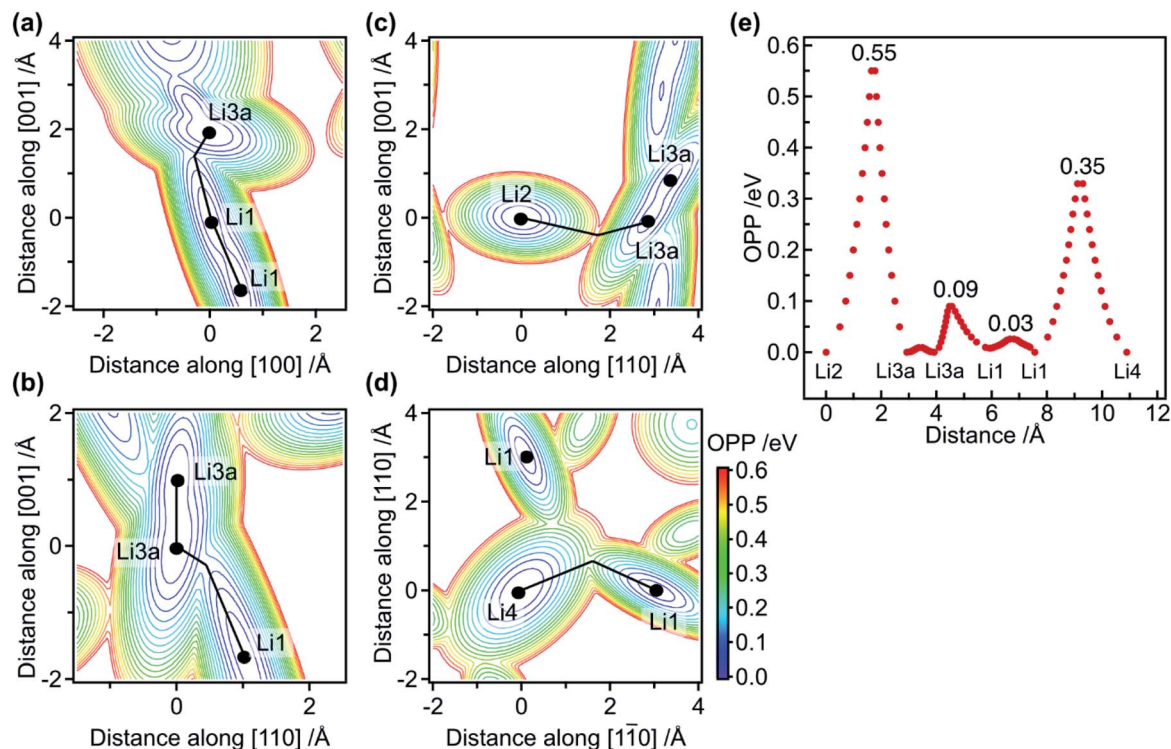 (a)
4
2
0
-2
Distance along [001] /Å
Li3a
Li1
Li1
-2 0 2
Distance along [100] /Å
(b)
2
0
-2
Distance along [001] /Å
Li3a
Li3a
Li1
0 2
Distance along [110] /Å
(c)
4
2
0
-2
Distance along [001] /Å
Li3a
Li2
Li3a
-2 0 2 4
Distance along [110] /Å
(d)
4
2
0
-2
Distance along [110] /Å
Li1
Li4
Li1
-2 0 2 4
Distance along [11̅0] /Å
OPP /eV
0.6
0.5
0.4
0.3
0.2
0.1
0.0
(e)
0.6
0.5
0.4
0.3
0.2
0.1
0.0
OPP /eV
0.55
0.35
0.09
0.03
Li2 Li3a Li3a Li1 Li1 Li4
0 2 4 6 8 10 12
Distance /Å